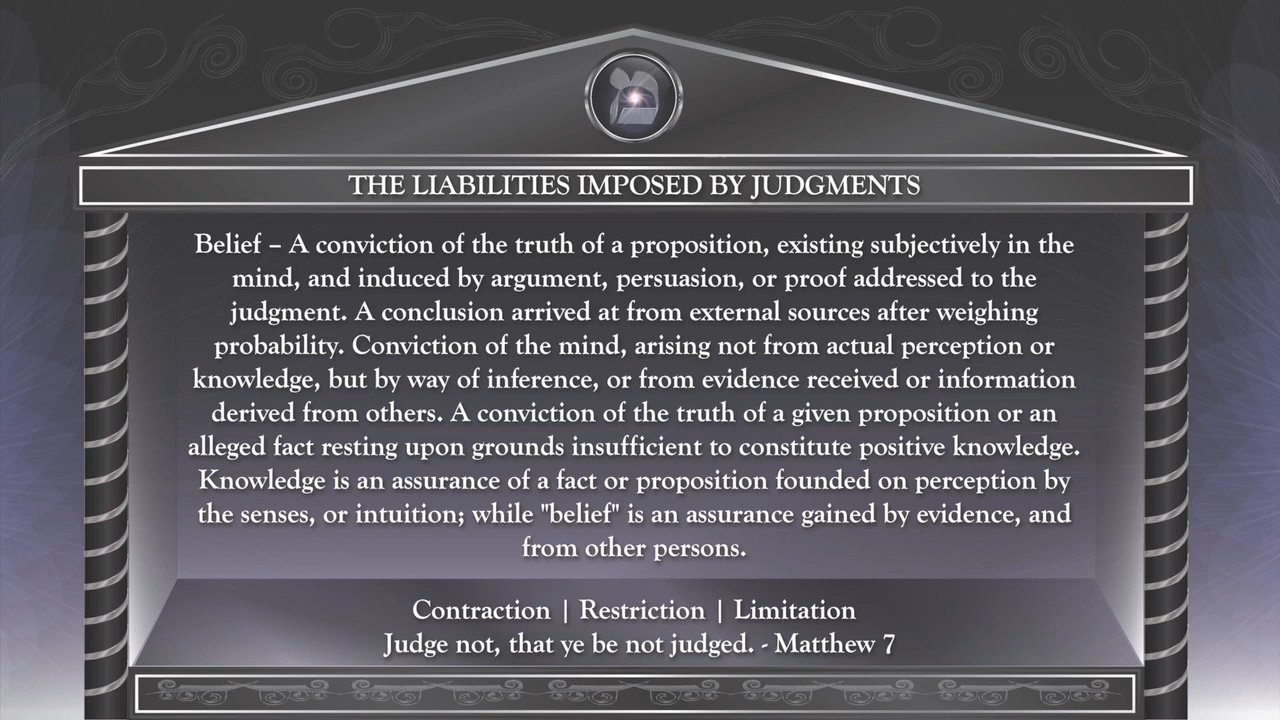 THE LIABILITIES IMPOSED BY JUDGMENTS
Belief – A conviction of the truth of a proposition, existing subjectively in the
mind, and induced by argument, persuasion, or proof addressed to the
judgment. A conclusion arrived at from external sources after weighing
probability. Conviction of the mind, arising not from actual perception or
knowledge, but by way of inference, or from evidence received or information
derived from others. A conviction of the truth of a given proposition or an
alleged fact resting upon grounds insufficient to constitute positive knowledge.
Knowledge is an assurance of a fact or proposition founded on perception by
the senses, or intuition; while "belief" is an assurance gained by evidence, and
from other persons.
Contraction | Restriction | Limitation
Judge not, that ye be not judged. - Matthew 7